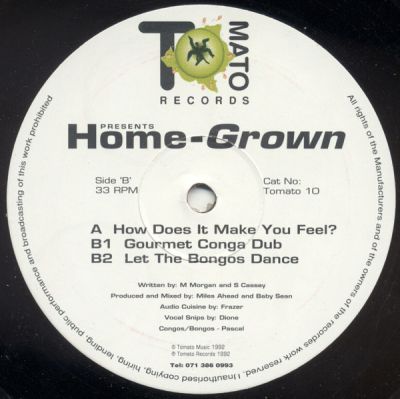 TOMATO
RECORDS
PRESENTS
Home-Grown
Side 'B'
33 RPM
Cat No:
Tomato 10
A How Does It Make You Feel?
B1 Gourmet Conga Dub
B2 Let The Bongos Dance
Written by: M Morgan and S Cassey
Produced and Mixed by: Miles Ahead and Baby Sean
Audio Cuisine by: Frazer
Vocal Snips by: Dione
Congos/Bongos - Pascal
© Tomato Music 1992
℗ Tomato Records 1992
Tel: 071 386 0993
All rights of the Manufacturers and of the owners of the recordes work reserved. Unauthorised copying, hiring, lending, public performance and broadcasting of this work prohibited